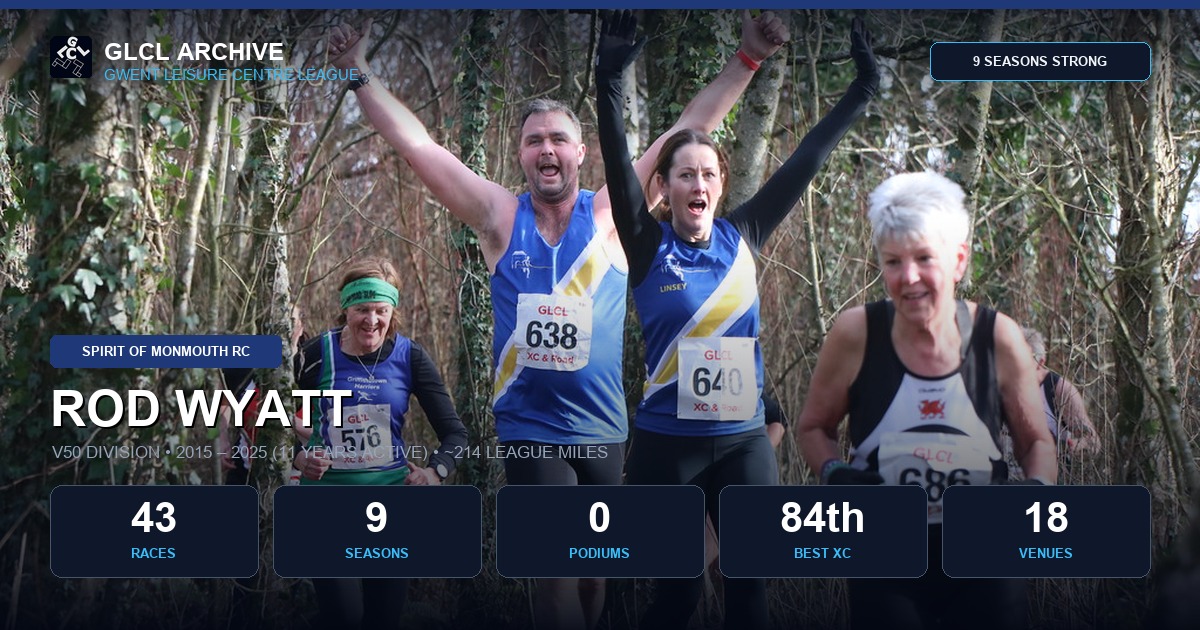 GLCL ARCHIVE
GWENT LEISURE CENTRE LEAGUE
9 SEASONS STRONG
LINSEY
GLCL
638
XC & Road
GLCL
640
XC & Road
SPIRIT OF MONMOUTH RC
Griffithstown
Harriers
ROD WYATT
GLCL
576
GLCL
686
V50 DIVISION • 2015 – 2025 (11 YEARS ACTIVE) • ~214 LEAGUE MILES
43
RACES
9
SEASONS
0
PODIUMS
84th
BEST XC
18
VENUES